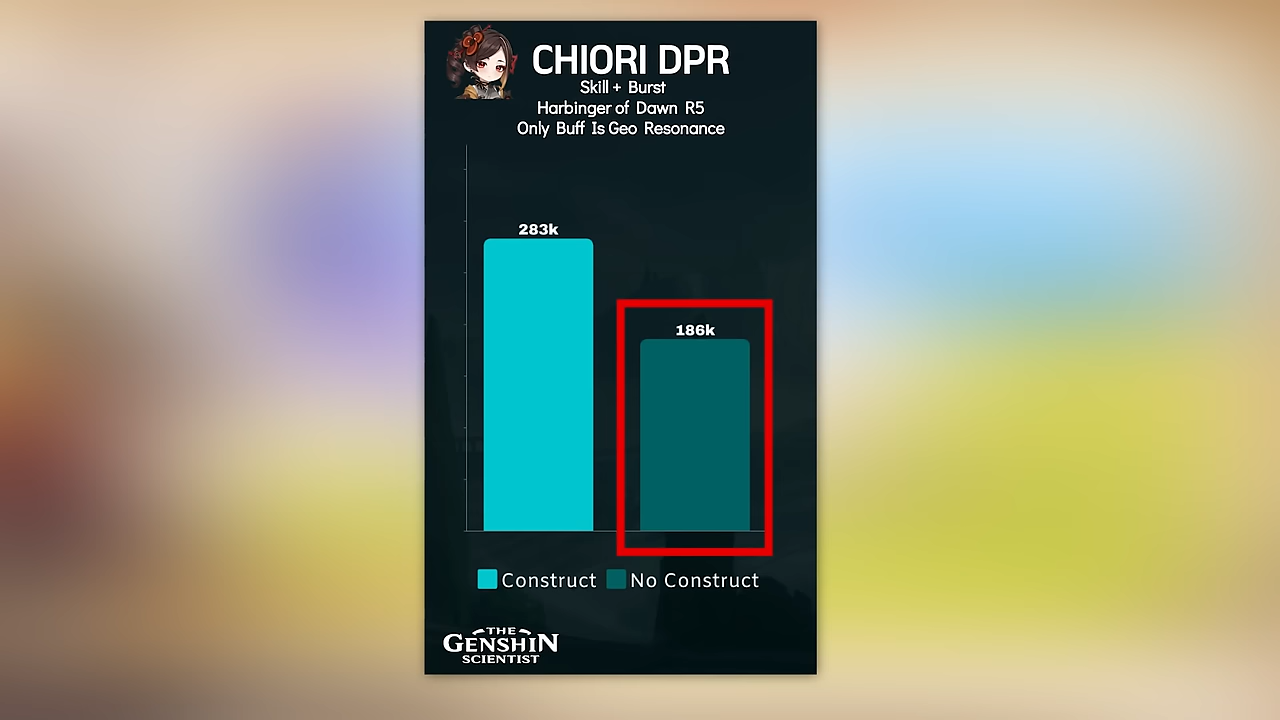 CHIORI DPR
Skill + Burst
Harbinger of Dawn R5
Only Buff Is Geo Resonance
283k
186k
Construct
No Construct
THE
GENSHIN
SCIENTIST